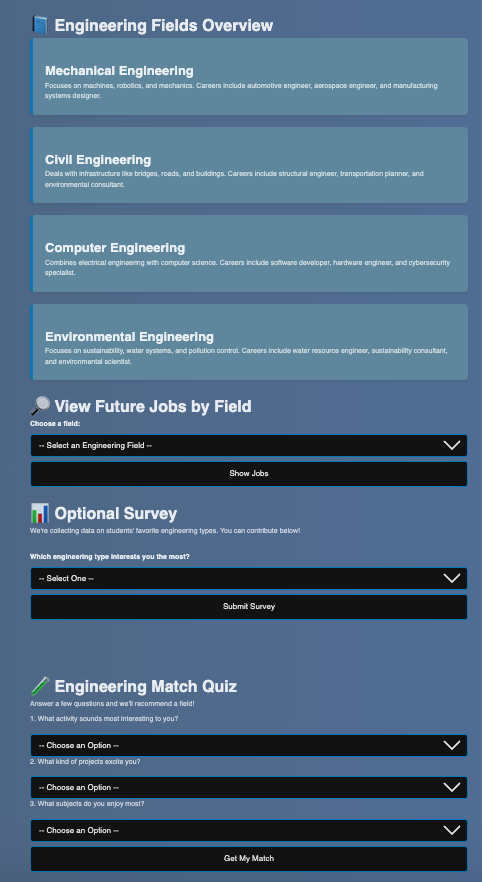 Engineering Fields Overview
Mechanical Engineering
Focuses on machines, robotics, and mechanics. Careers include automotive engineer, aerospace engineer, and manufacturing
systems designer.
Civil Engineering
Deals with infrastructure like bridges, roads, and buildings. Careers include structural engineer, transportation planner, and
environmental consultant.
Computer Engineering
Combines electrical engineering with computer science. Careers include software developer, hardware engineer, and cybersecurity
specialist.
Environmental Engineering
Focuses on sustainability, water systems, and pollution control. Careers include water resource engineer, sustainability consultant,
and environmental scientist.
View Future Jobs by Field
Choose a field:
-- Select an Engineering Field --
Show Jobs
Optional Survey
We're collecting data on students' favorite engineering types. You can contribute below!
Which engineering type interests you the most?
-- Select One --
Submit Survey
Engineering Match Quiz
Answer a few questions and we'll recommend a field!
1. What activity sounds most interesting to you?
-- Choose an Option --
2. What kind of projects excite you?
-- Choose an Option --
3. What subjects do you enjoy most?
-- Choose an Option --
Get My Match